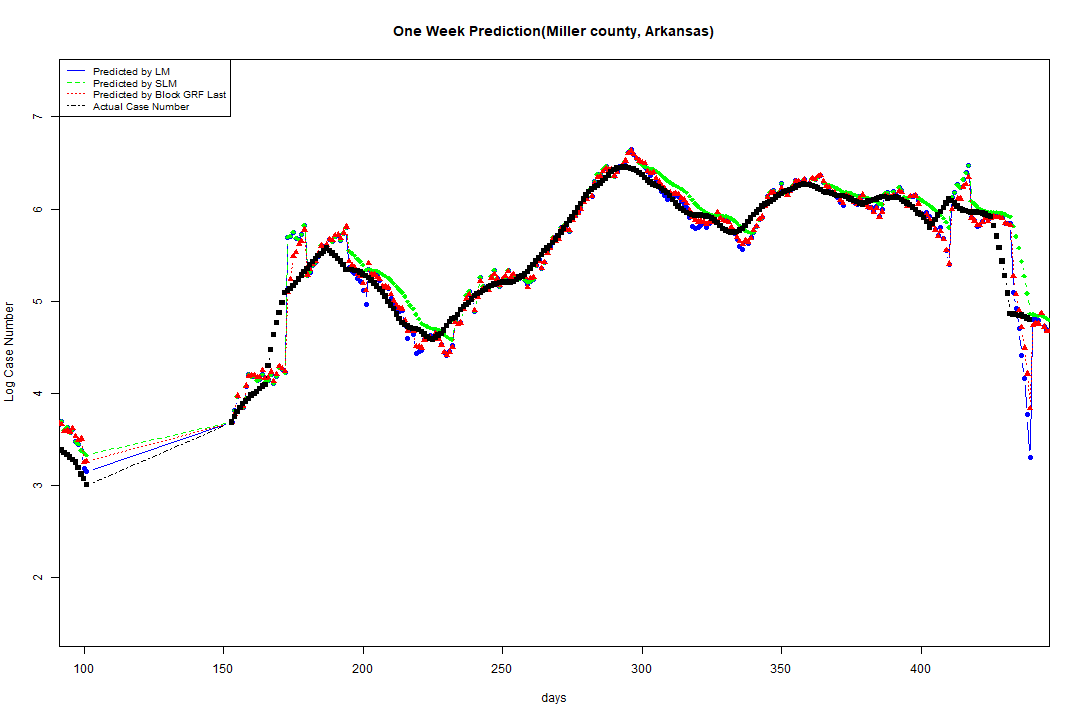 One Week Prediction(Miller county, Arkansas)
Predicted by LM
Predicted by SLM
Predicted by Block GRF Last
Actual Case Number
Log Case Number
7
6
5
4
3
2
100 150 200 250 300 350 400
days